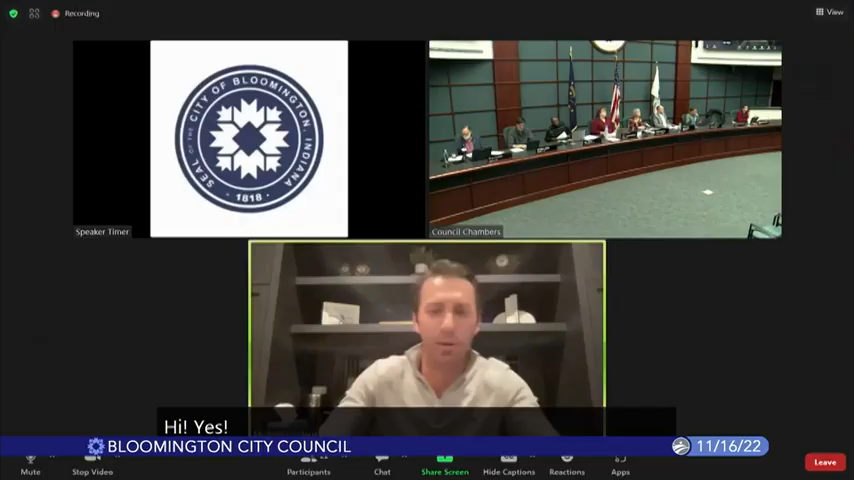 Recording
View
SEAL OF THE CITY OF BLOOMINGTON, INDIANA
1818
Speaker Timer
Council Chambers
Hi! Yes!
BLOOMINGTON CITY COUNCIL
11/16/22
Mute
Stop Video
Participants
Chat
Share Screen
Hide Captions
Reactions
Apps
Leave